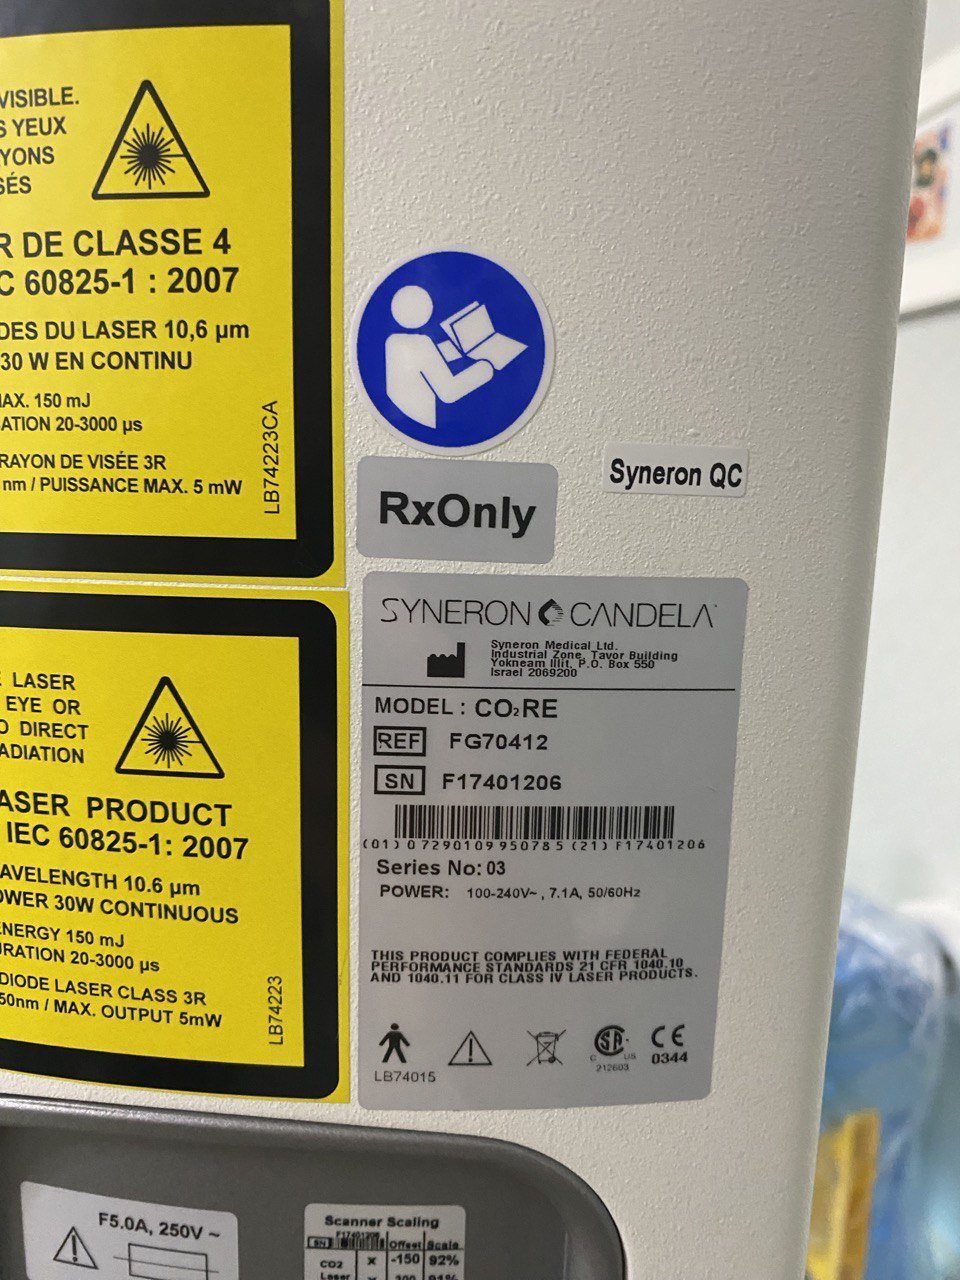 VISIBLE.
S YEUX
YONS
SÉS
R DE CLASSE 4
C 60825-1 : 2007
DES DU LASER 10,6 µm
30 W EN CONTINU
AX. 150 mJ
ATION 20-3000 µs
RAYON DE VISÉE 3R
nm / PUISSANCE MAX. 5 mW
LB74223CA
RxOnly
Syneron QC
LASER
EYE OR
O DIRECT
ADIATION
ASER PRODUCT
IEC 60825-1: 2007
AVELENGTH 10.6 µm
OWER 30W CONTINUOUS
ENERGY 150 mJ
RATION 20-3000 µs
DIODE LASER CLASS 3R
50nm / MAX. OUTPUT 5mW
LB74223
SYNERON CANDELA
Syneron Medical Ltd.
Industrial Zone, Tavor Building
Yokneam Illit, P.O. Box 550
Israel 2069200
MODEL : CO₂RE
REF FG70412
SN F17401206
(01) 07290109950785 (21) F17401206
Series No: 03
POWER: 100-240V~ , 7.1A, 50/60Hz
THIS PRODUCT COMPLIES WITH FEDERAL
PERFORMANCE STANDARDS 21 CFR 1040.10
AND 1040.11 FOR CLASS IV LASER PRODUCTS.
LB74015
C US
212603
CE
0344
F5.0A, 250V ~
Scanner Scaling
SN F17401206 Offset Scale
CO2 X -150 92%
Laser